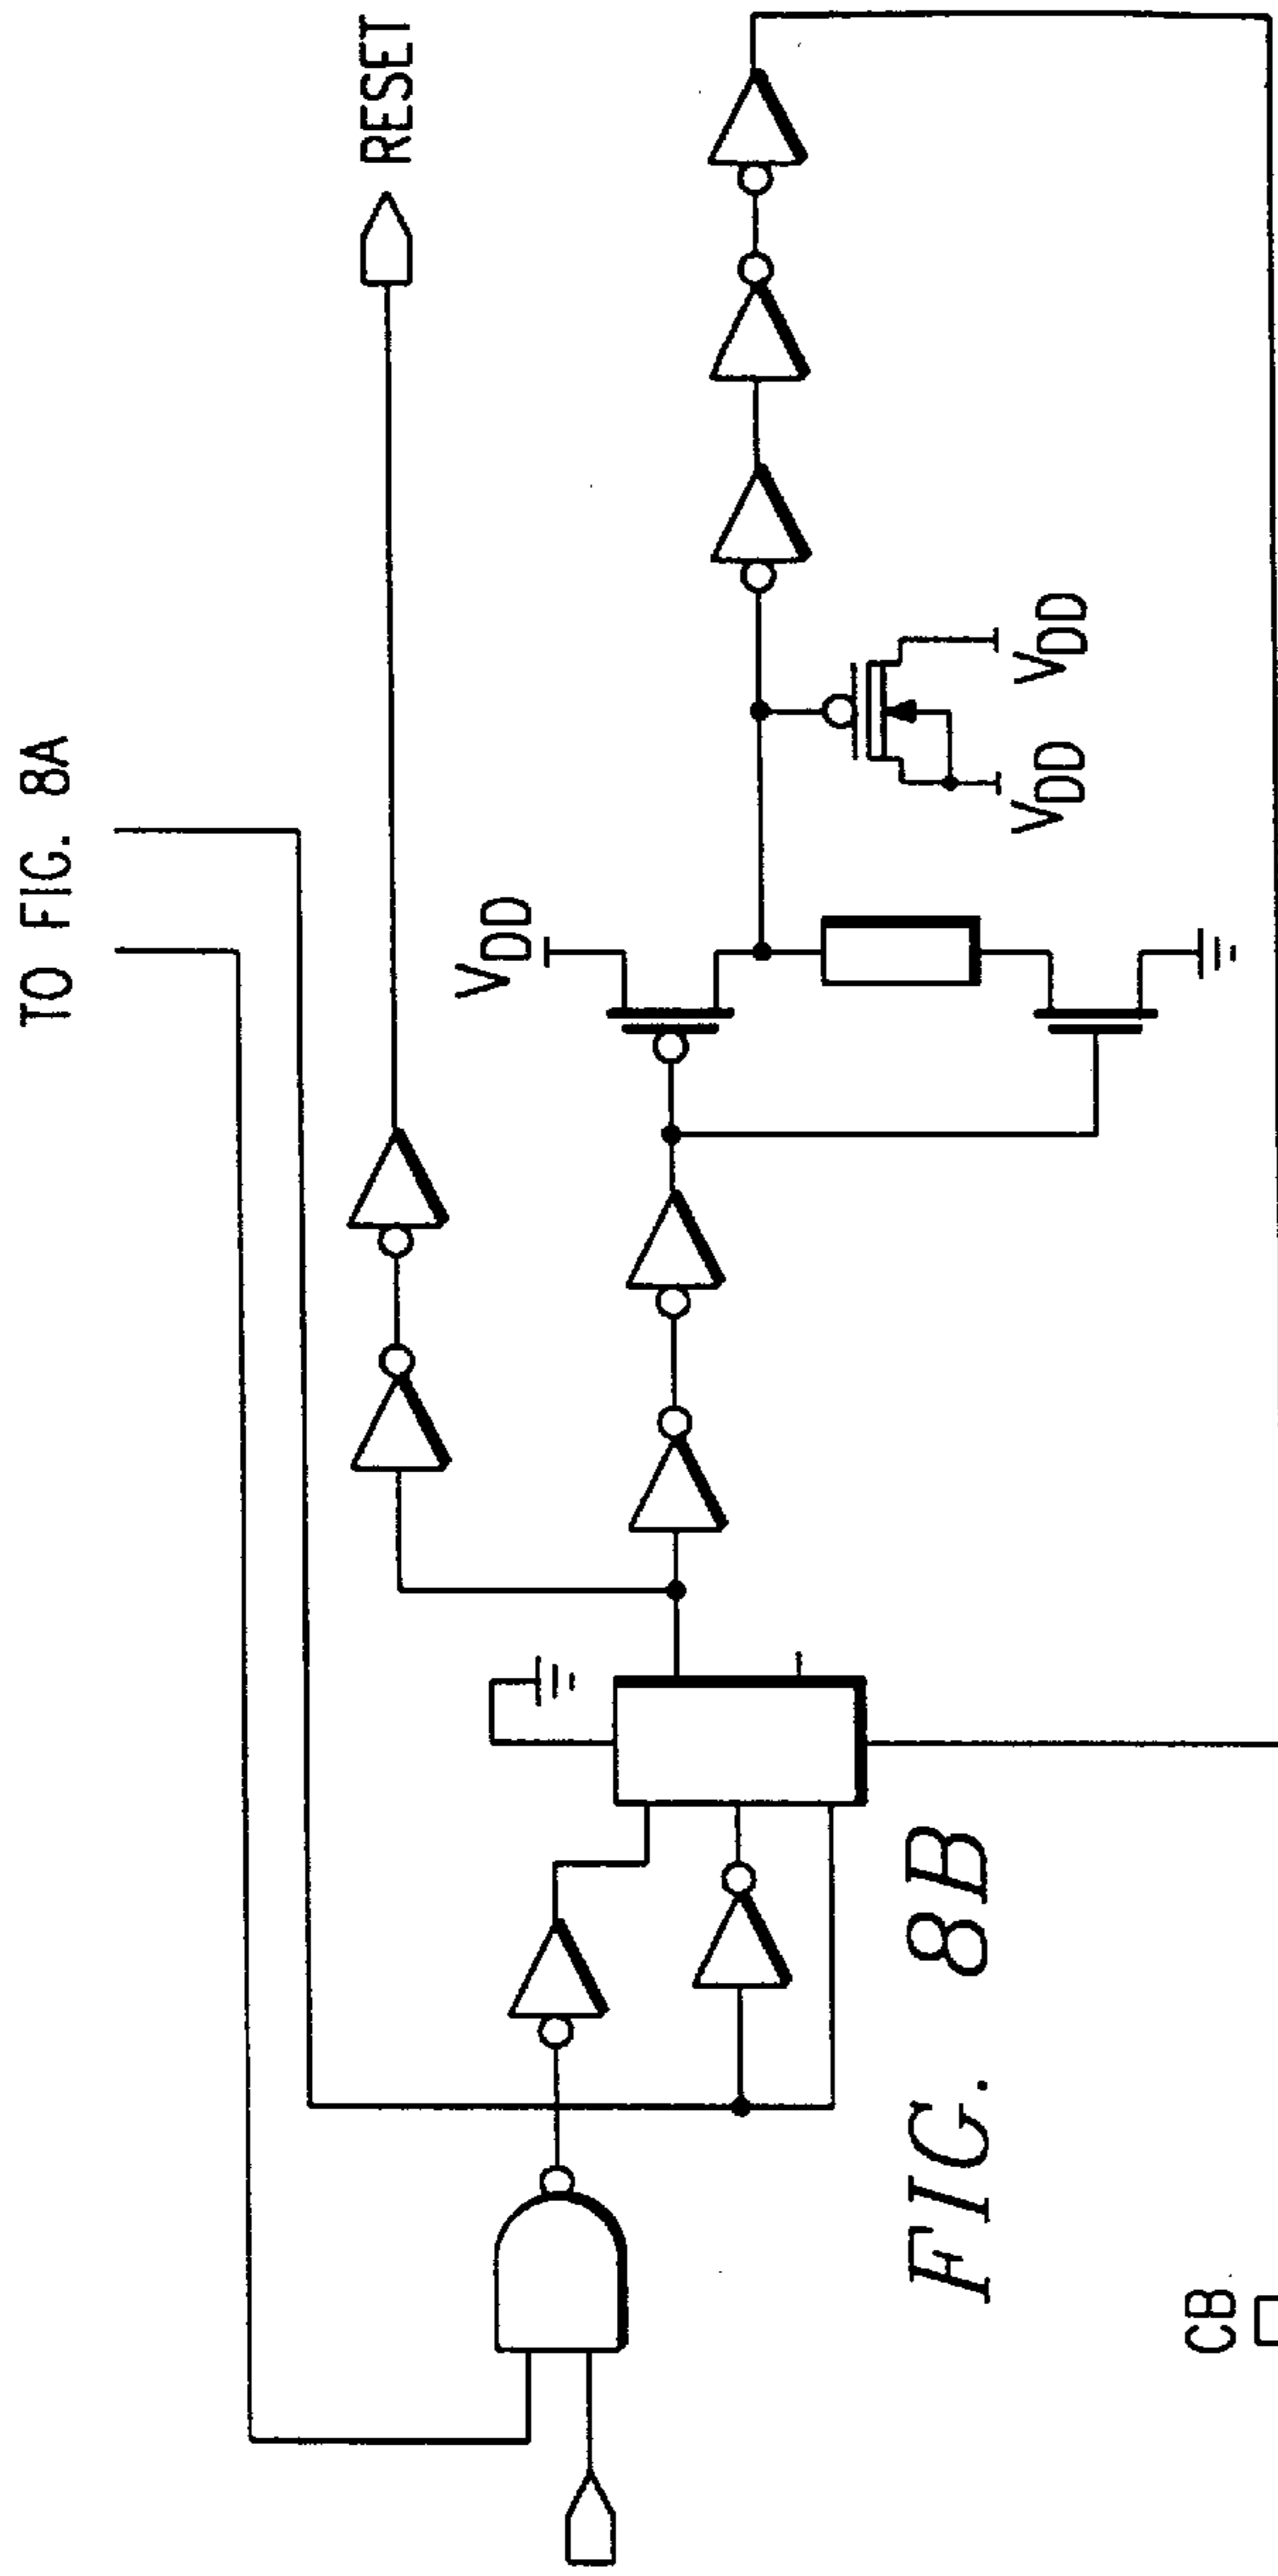 TO FIG. 8A
RESET
VDD
VDD
VDD
FIG. 8B
CB